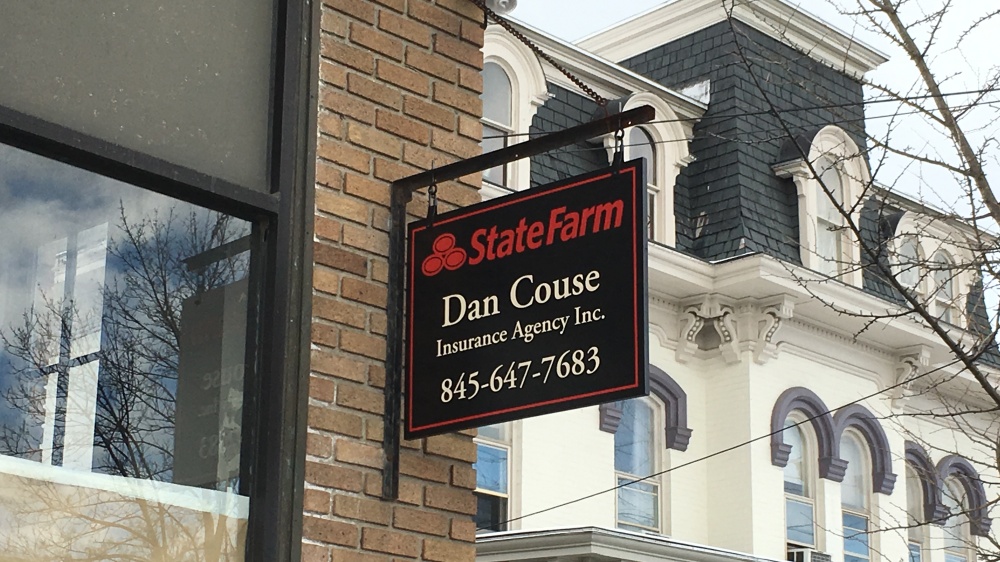 StateFarm
Dan Couse
Insurance Agency Inc.
845-647-7683